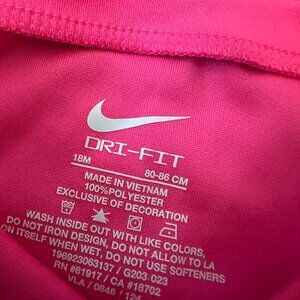 DRI-FIT
18M 80-86 CM
MADE IN VIETNAM
100%POLYESTER
EXCLUSIVE OF DECORATION
WASH INSIDE OUT WITH LIKE COLORS,
DO NOT IRON DESIGN, DO NOT ALLOW TO LA
ON ITSELF WHEN WET, DO NOT USE SOFTENERS
196923063137 / G203 023
RN #81917 / CA #18702
VLA / 0646 / 124